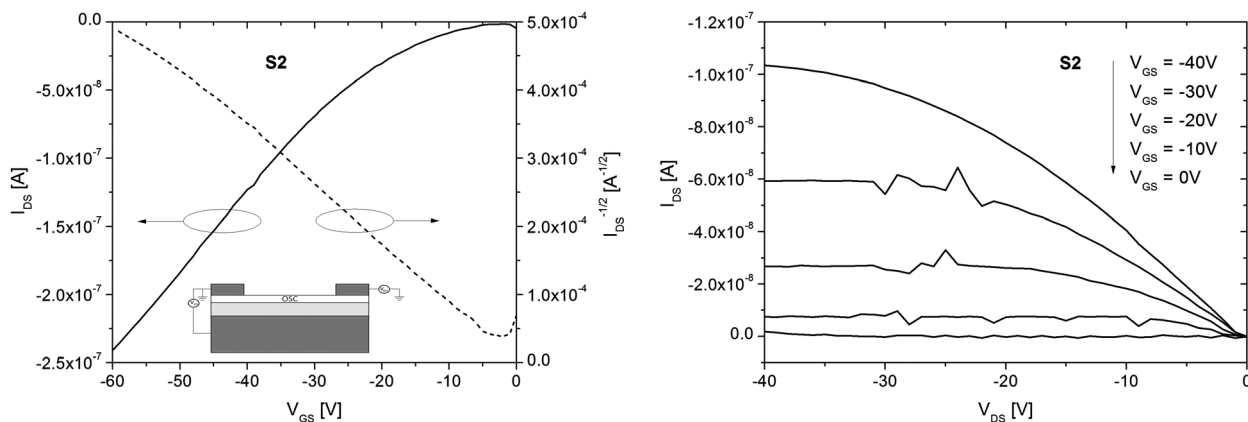 S2
0.0
-5.0x10⁻⁸
-1.0x10⁻⁷
-1.5x10⁻⁷
-2.0x10⁻⁷
-2.5x10⁻⁷
I_DS [A]
5.0x10⁻⁴
4.0x10⁻⁴
3.0x10⁻⁴
2.0x10⁻⁴
1.0x10⁻⁴
0.0
I_DS^-1/2 [A^-1/2]
OSC
-60 -50 -40 -30 -20 -10 0
V_GS [V]
S2
-1.2x10⁻⁷
-1.0x10⁻⁷
-8.0x10⁻⁸
-6.0x10⁻⁸
-4.0x10⁻⁸
-2.0x10⁻⁸
0.0
I_DS [A]
V_GS = -40V
V_GS = -30V
V_GS = -20V
V_GS = -10V
V_GS = 0V
-40 -30 -20 -10 0
V_DS [V]